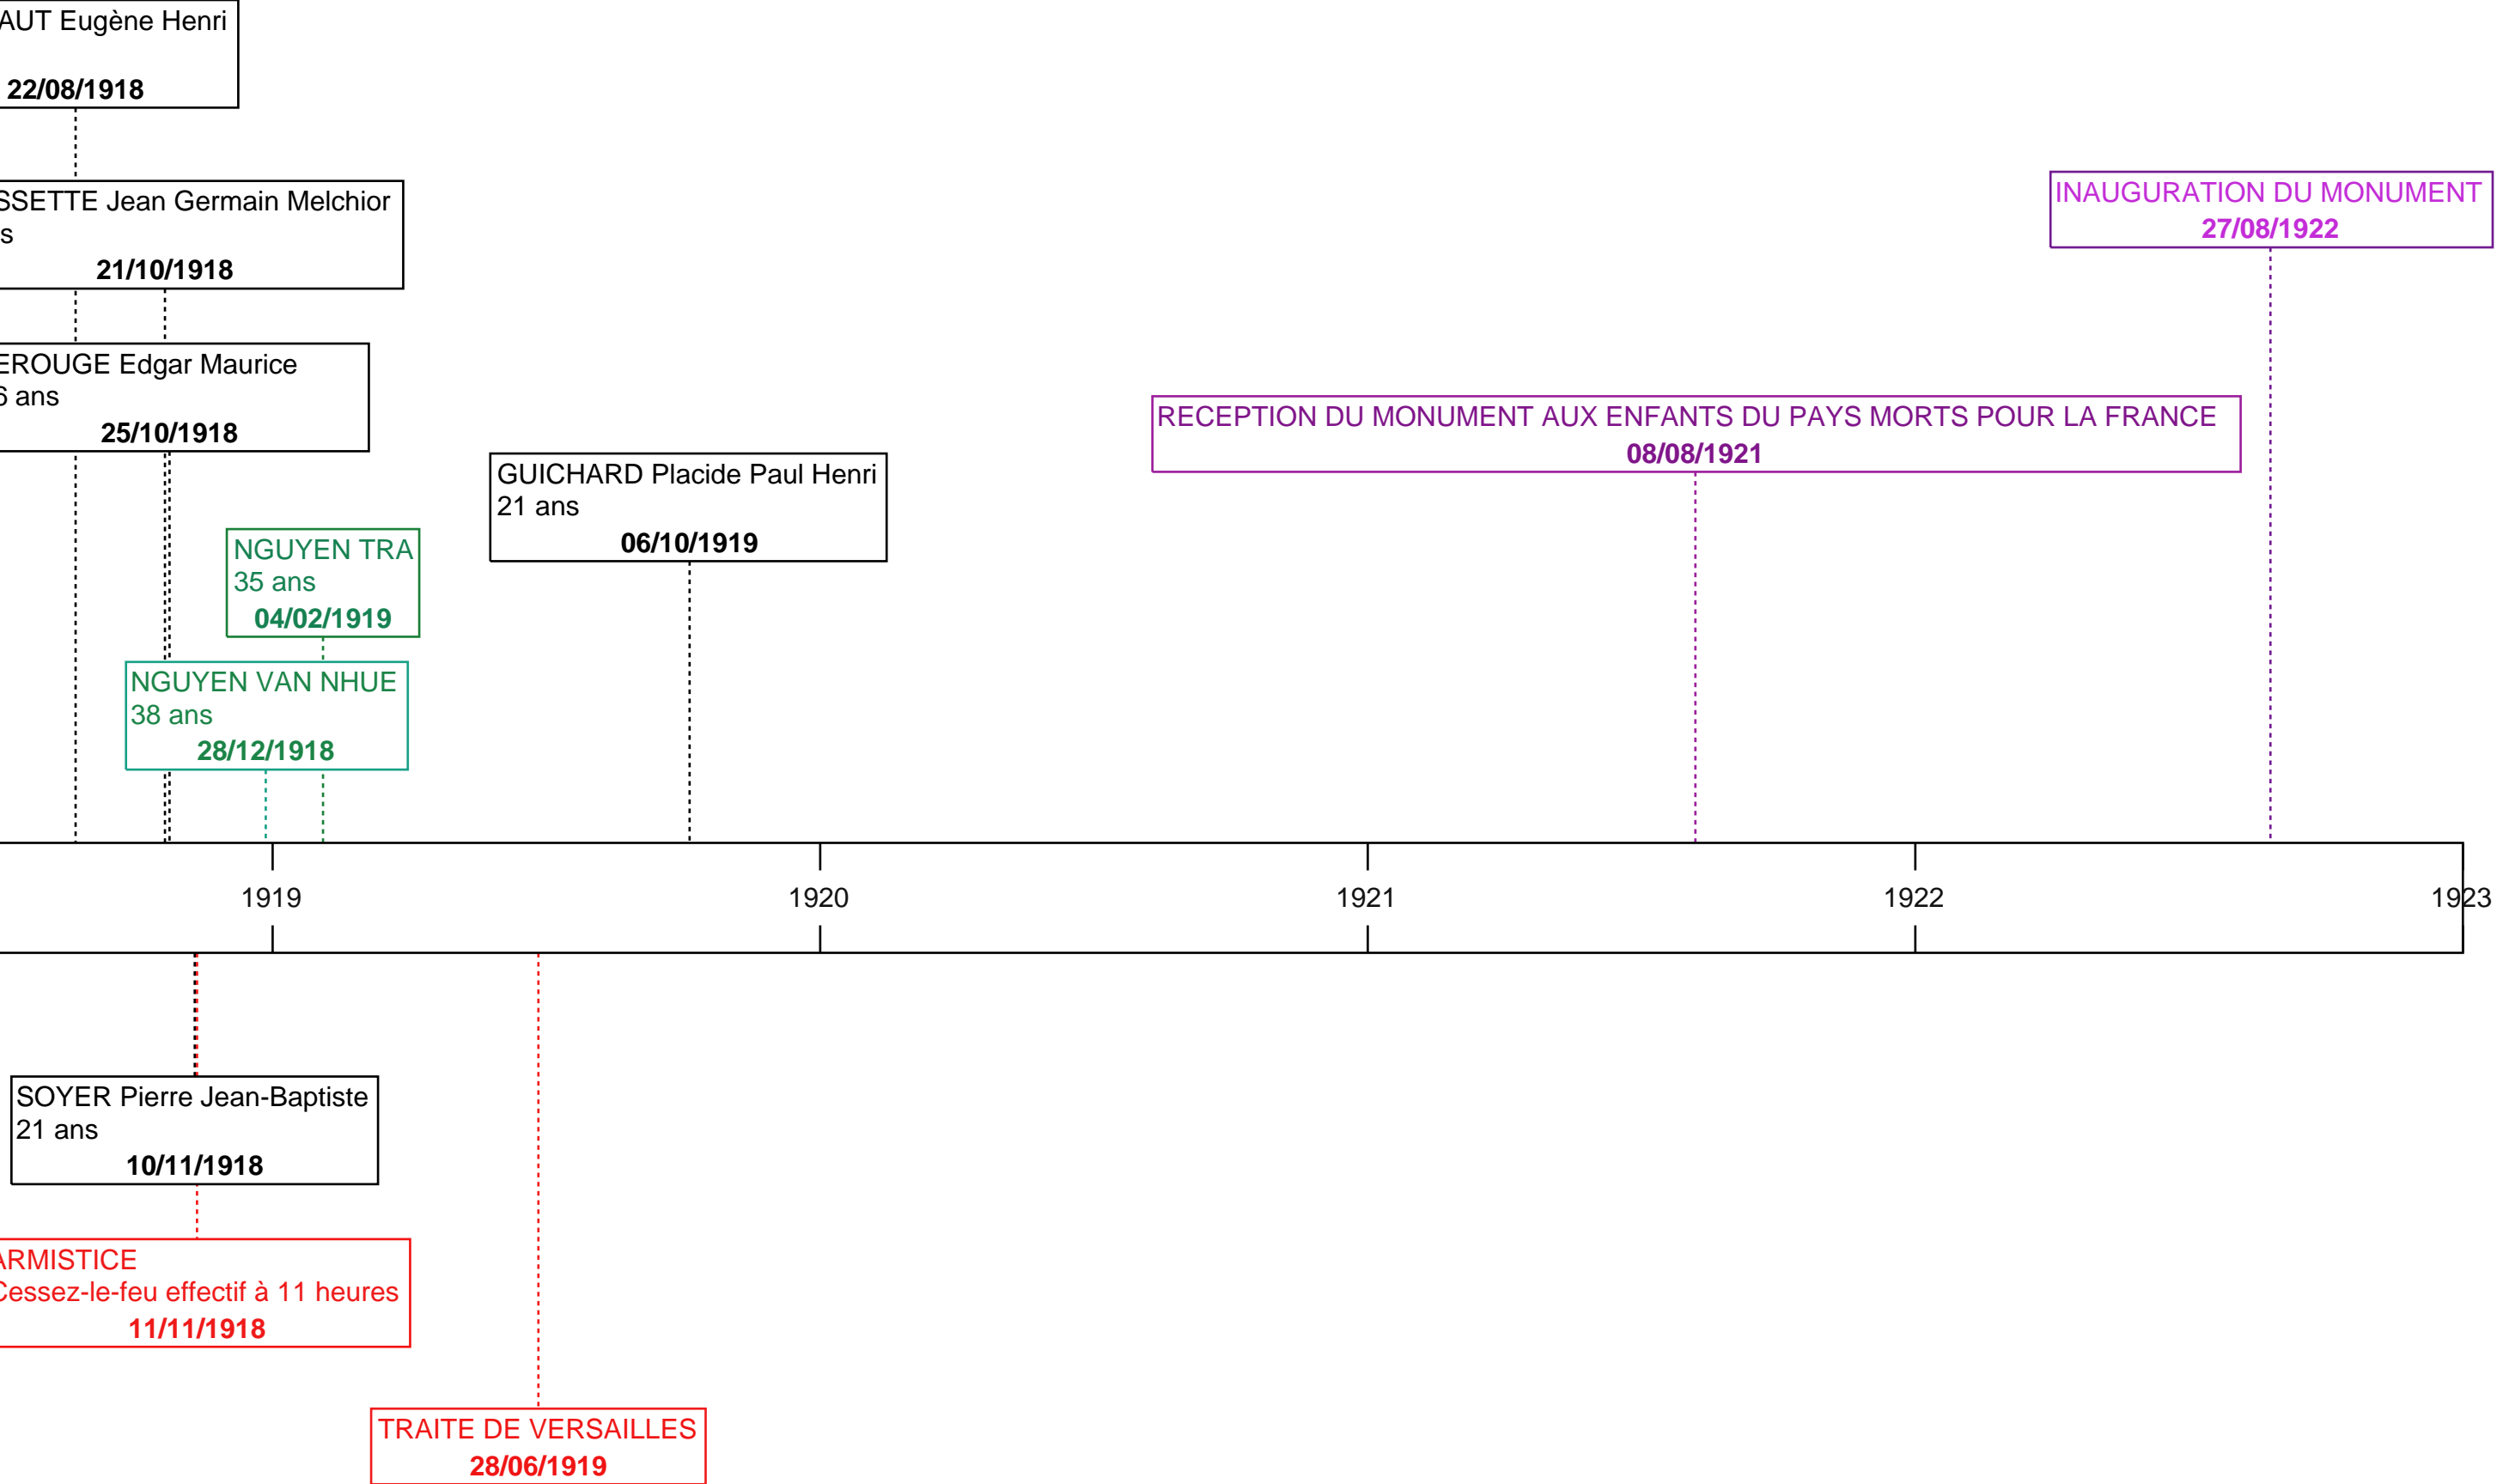 AUT Eugène Henri
22/08/1918
SSETTE Jean Germain Melchior
s
21/10/1918
INAUGURATION DU MONUMENT
27/08/1922
EROUGE Edgar Maurice
6 ans
25/10/1918
RECEPTION DU MONUMENT AUX ENFANTS DU PAYS MORTS POUR LA FRANCE
08/08/1921
GUICHARD Placide Paul Henri
21 ans
06/10/1919
NGUYEN TRA
35 ans
04/02/1919
NGUYEN VAN NHUE
38 ans
28/12/1918
1919 1920 1921 1922 1923
SOYER Pierre Jean-Baptiste
21 ans
10/11/1918
ARMISTICE
Cessez-le-feu effectif à 11 heures
11/11/1918
TRAITE DE VERSAILLES
28/06/1919